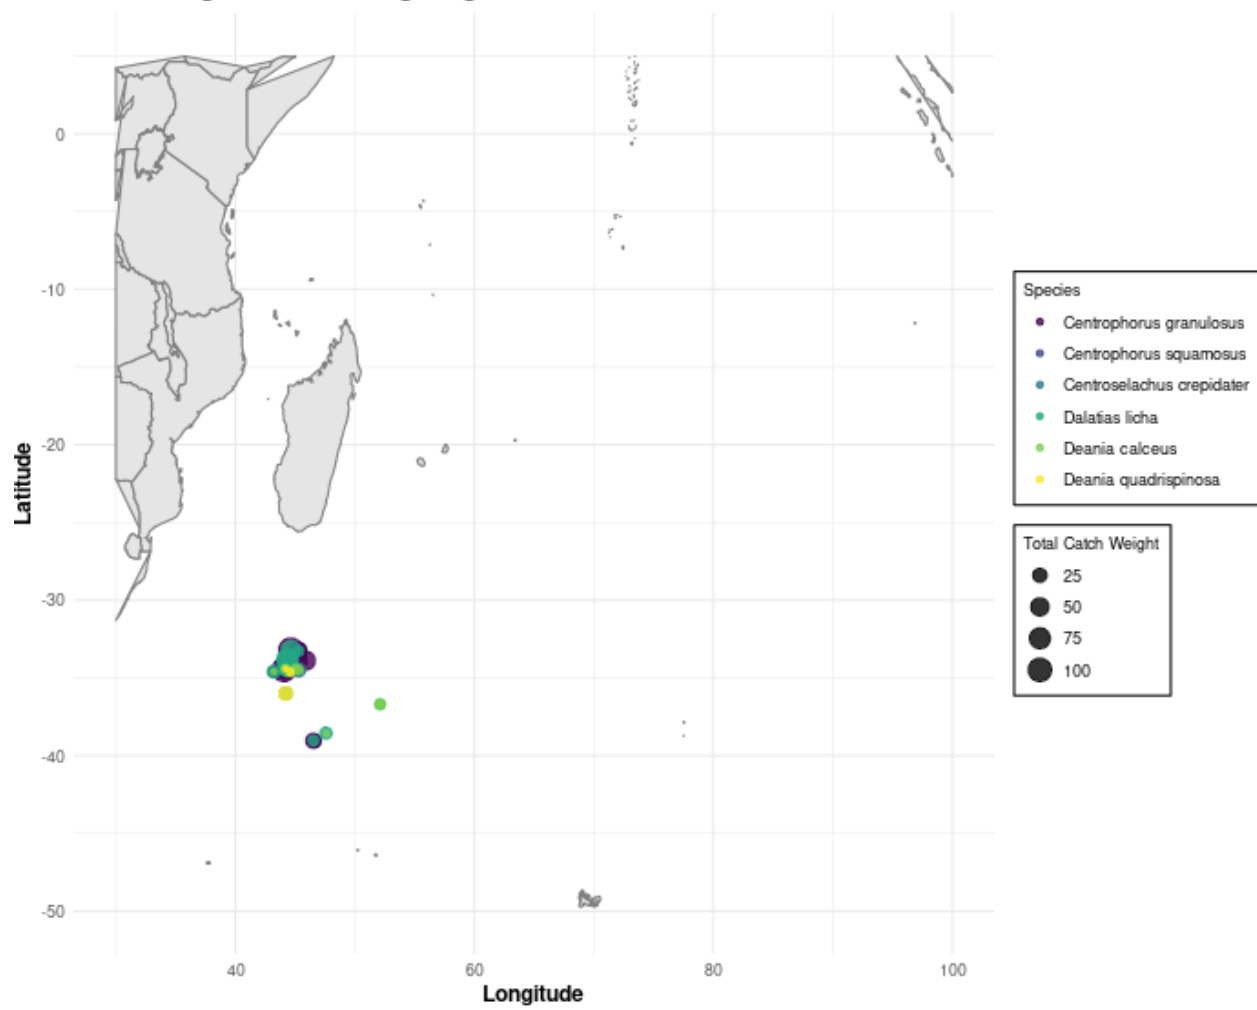 0
-10
-20
-30
-40
-50
Latitude
40
60
80
100
Longitude
Species
Centrophorus granulosus
Centrophorus squamosus
Centroselachus crepidater
Dalatias licha
Deania calceus
Deania quadrispinosa
Total Catch Weight
25
50
75
100